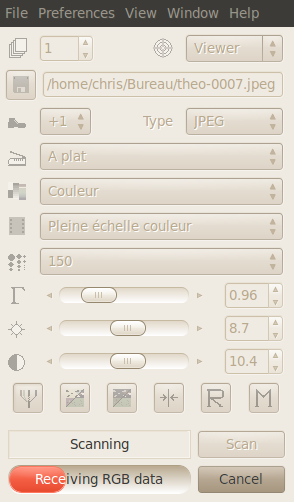 File Preferences View Window Help
1 Viewer
/home/chris/Bureau/theo-0007.jpeg
+1 Type JPEG
A plat
Couleur
Pleine échelle couleur
150
0.96
8.7
10.4
R M
Scanning Scan
Receiving RGB data Cancel